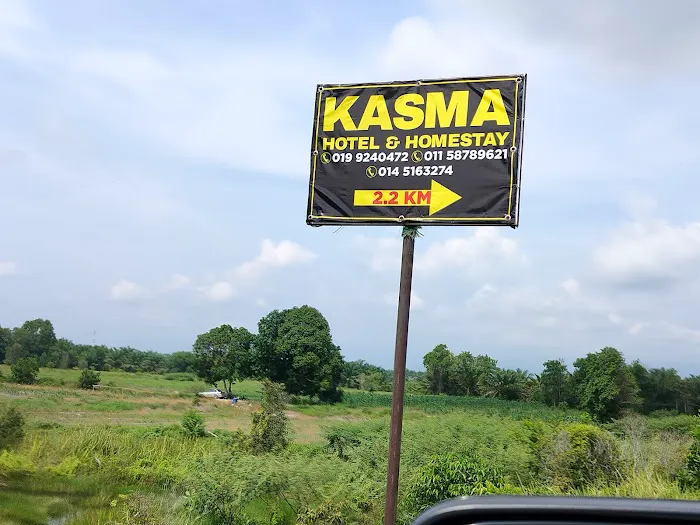 KASMA
HOTEL & HOMESTAY
019 9240472 011 58789621
014 5163274
2.2 KM